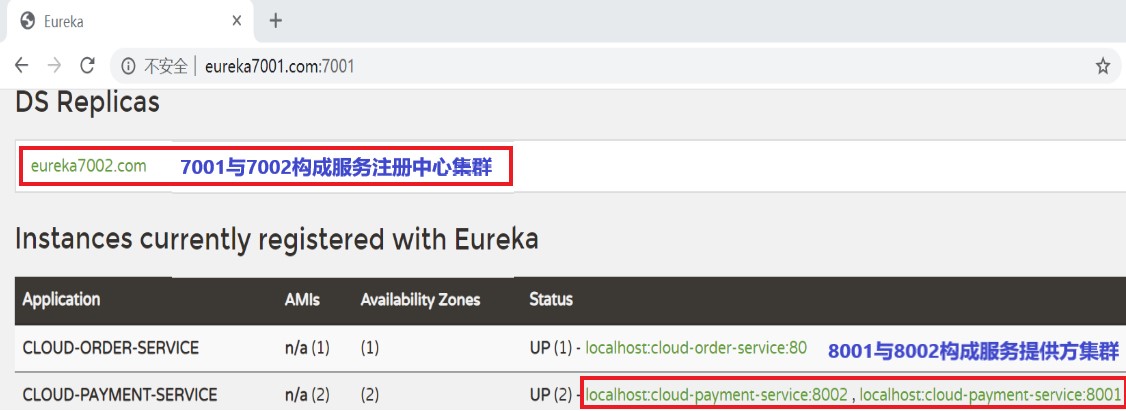 Eureka
不安全 eureka7001.com:7001
DS Replicas
eureka7002.com 7001与7002构成服务注册中心集群
Instances currently registered with Eureka
Application AMIs Availability Zones Status
CLOUD-ORDER-SERVICE n/a (1) (1) UP (1) - localhost:cloud-order-service:80 8001与8002构成服务提供方集群
CLOUD-PAYMENT-SERVICE n/a (2) (2) UP (2) - localhost:cloud-payment-service:8002 , localhost:cloud-payment-service:8001